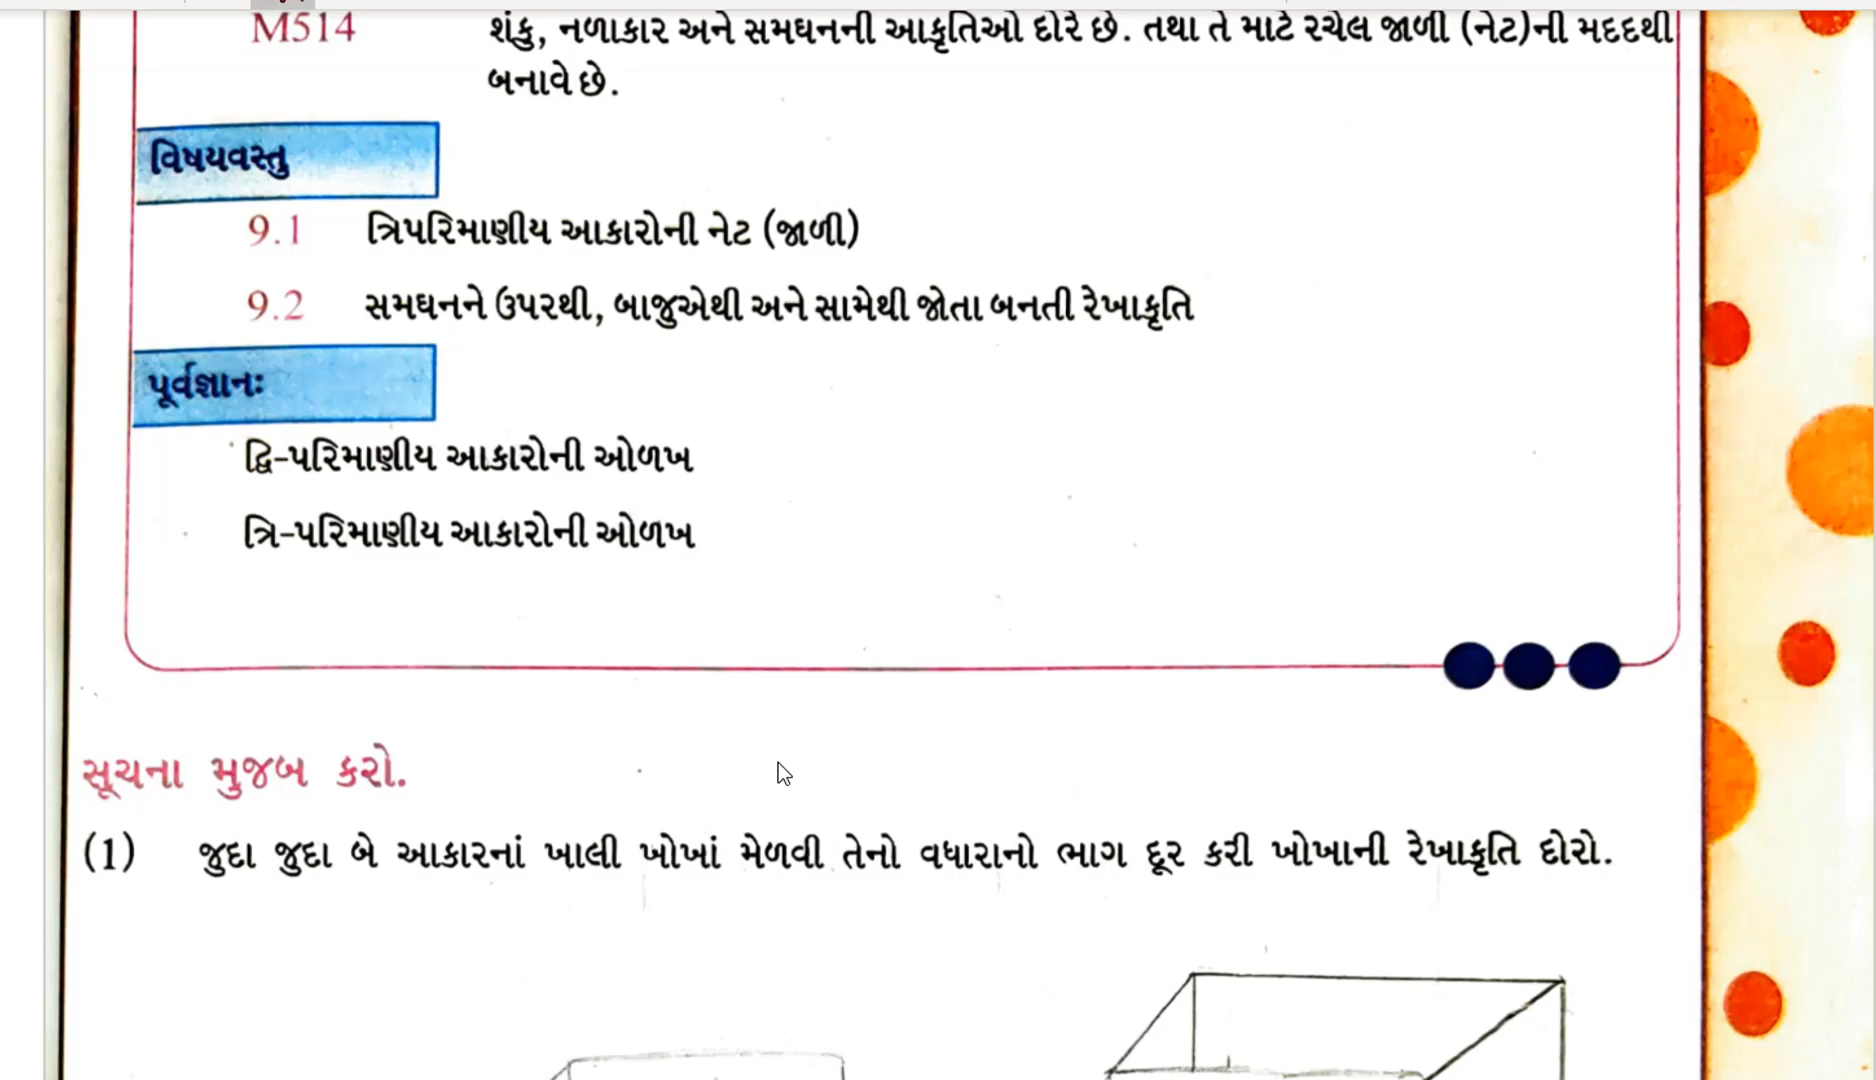 M514 શંકુ, નળાકાર અને સમઘનની આકૃતિઓ દોરે છે. તથા તે માટે રચેલ જાળી (નેટ)ની મદદથી
બનાવે છે.
વિષયવસ્તુ
9.1 ત્રિપરિમાણીય આકારોની નેટ (જાળી)
9.2 સમઘનને ઉપરથી, બાજુએથી અને સામેથી જોતા બનતી રેખાકૃતિ
પૂર્વજ્ઞાનઃ
દ્વિ-પરિમાણીય આકારોની ઓળખ
ત્રિ-પરિમાણીય આકારોની ઓળખ
સૂચના મુજબ કરો.
(1) જુદા જુદા બે આકારનાં ખાલી ખોખાં મેળવી તેનો વધારાનો ભાગ દૂર કરી ખોખાની રેખાકૃતિ દોરો.